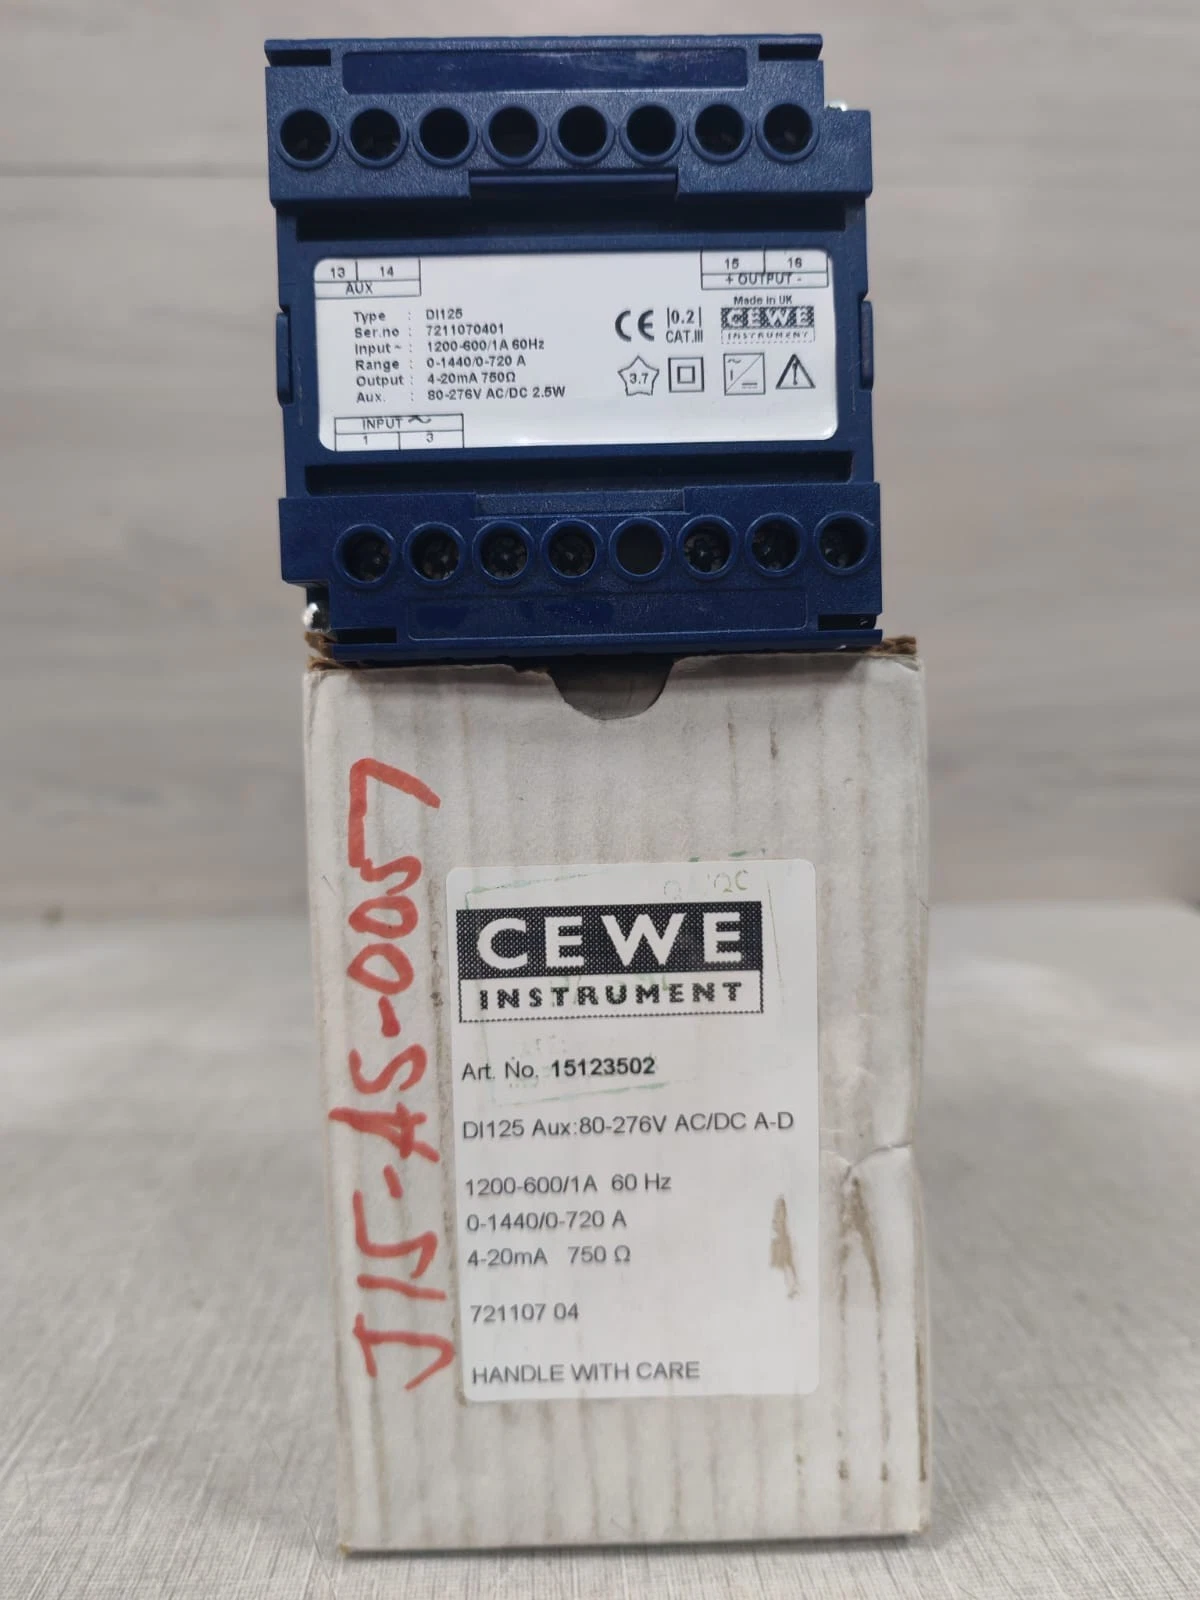 13 14
AUX
15 16
+ OUTPUT -
Type : DI125
Ser.no : 7211070401
Input ~ : 1200-600/1A 60Hz
Range : 0-1440/0-720 A
Output : 4-20mA 750Ω
Aux. : 80-276V AC/DC 2.5W
CE
0.2
CAT.III
Made in UK
CEWE
INSTRUMENT
3.7
INPUT ~
1 3
J15-AS-0057
CEWE
INSTRUMENT
Art. No. 15123502
DI125 Aux:80-276V AC/DC A-D
1200-600/1A 60 Hz
0-1440/0-720 A
4-20mA 750 Ω
721107 04
HANDLE WITH CARE